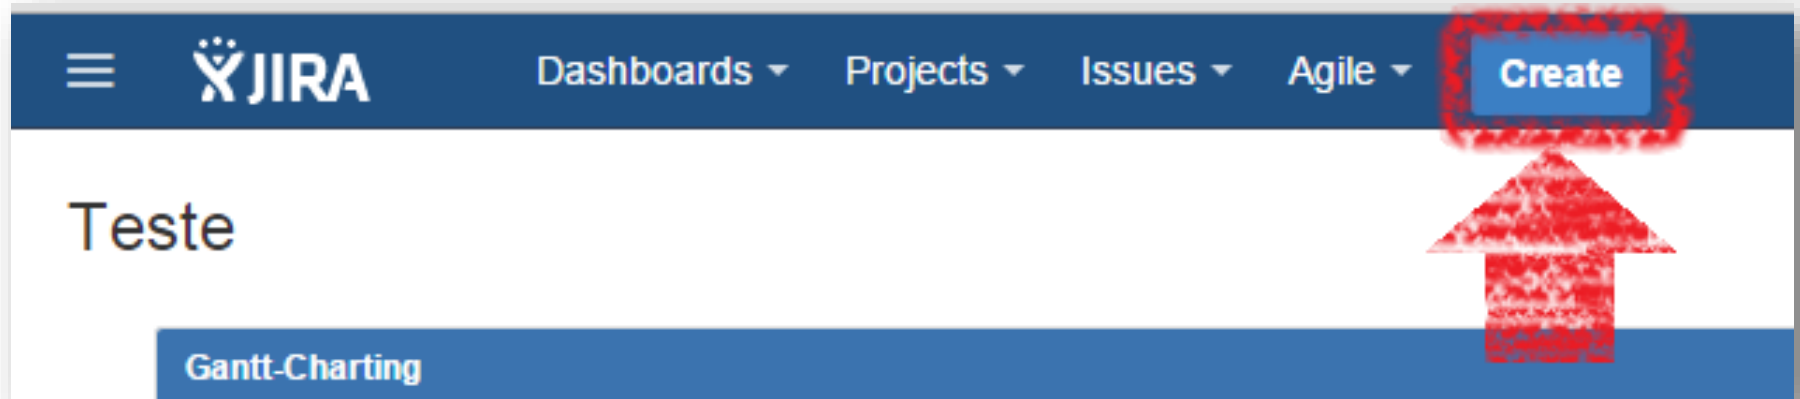 JIRA Dashboards Projects Issues Agile Create
Teste
Gantt-Charting